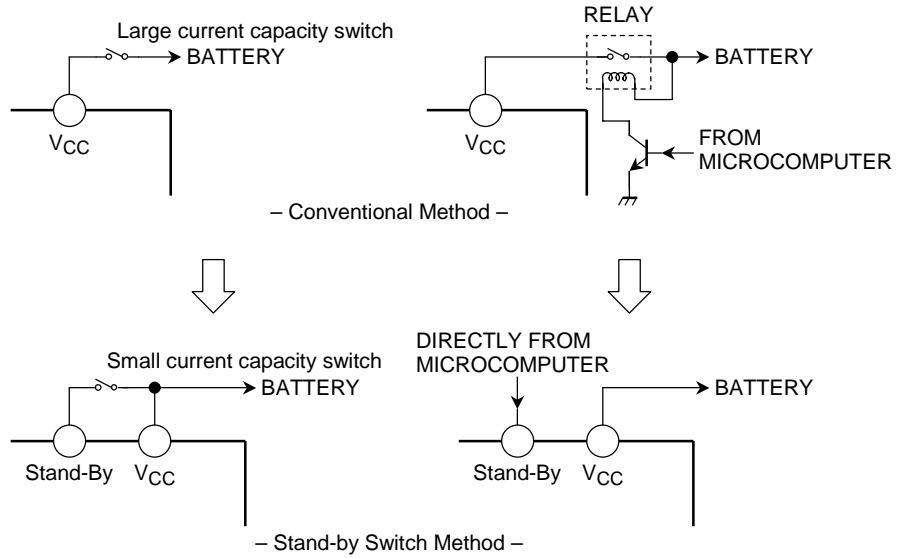 Large current capacity switch
BATTERY
VCC
RELAY
BATTERY
VCC
FROM
MICROCOMPUTER
– Conventional Method –
Small current capacity switch
BATTERY
Stand-By VCC
DIRECTLY FROM
MICROCOMPUTER
BATTERY
Stand-By VCC
– Stand-by Switch Method –